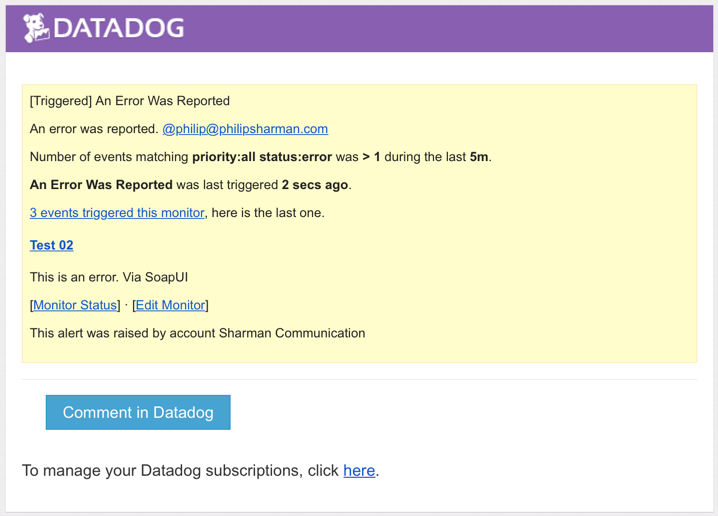 DATADOG
[Triggered] An Error Was Reported
An error was reported. @philip@philipsharman.com
Number of events matching priority:all status:error was > 1 during the last 5m.
An Error Was Reported was last triggered 2 secs ago.
3 events triggered this monitor, here is the last one.
Test 02
This is an error. Via SoapUI
[Monitor Status] · [Edit Monitor]
This alert was raised by account Sharman Communication
Comment in Datadog
To manage your Datadog subscriptions, click here.